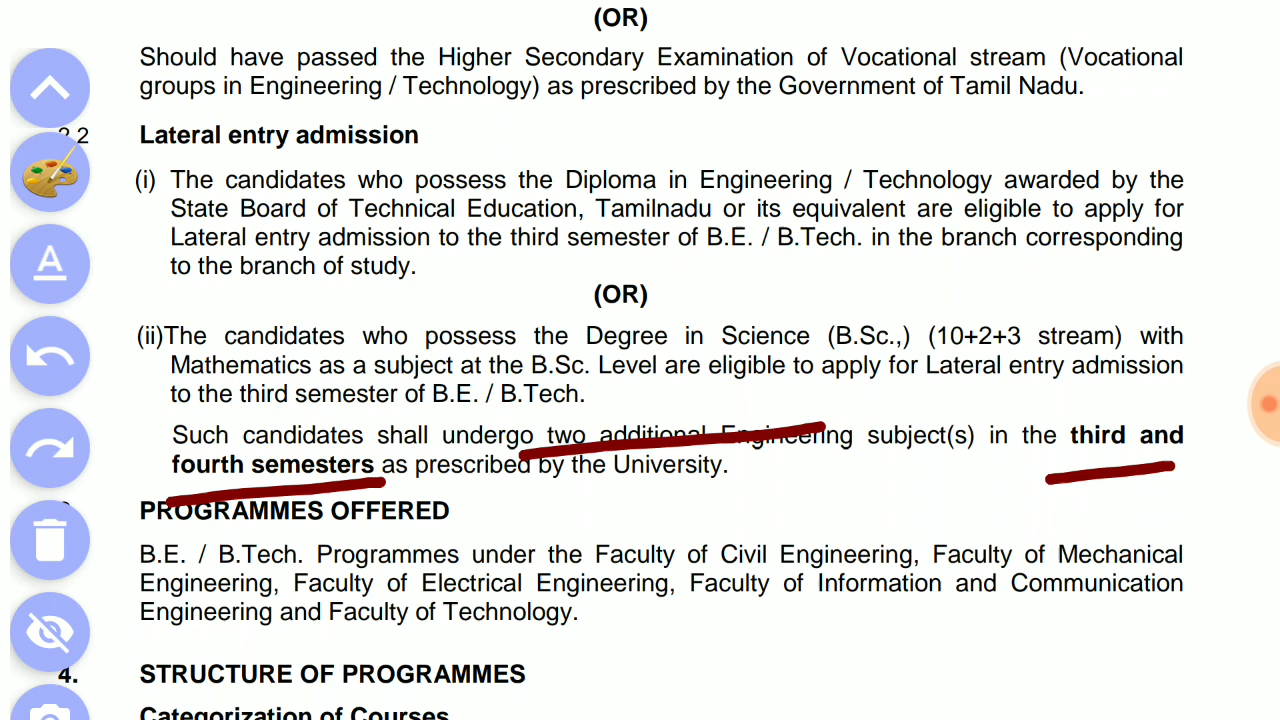 (OR)
Should have passed the Higher Secondary Examination of Vocational stream (Vocational
groups in Engineering / Technology) as prescribed by the Government of Tamil Nadu.
2.2 Lateral entry admission
(i) The candidates who possess the Diploma in Engineering / Technology awarded by the
State Board of Technical Education, Tamilnadu or its equivalent are eligible to apply for
Lateral entry admission to the third semester of B.E. / B.Tech. in the branch corresponding
to the branch of study.
(OR)
(ii)The candidates who possess the Degree in Science (B.Sc.,) (10+2+3 stream) with
Mathematics as a subject at the B.Sc. Level are eligible to apply for Lateral entry admission
to the third semester of B.E. / B.Tech.
Such candidates shall undergo two additional Engineering subject(s) in the third and
fourth semesters as prescribed by the University.
PROGRAMMES OFFERED
B.E. / B.Tech. Programmes under the Faculty of Civil Engineering, Faculty of Mechanical
Engineering, Faculty of Electrical Engineering, Faculty of Information and Communication
Engineering and Faculty of Technology.
4. STRUCTURE OF PROGRAMMES
Categorization of Courses